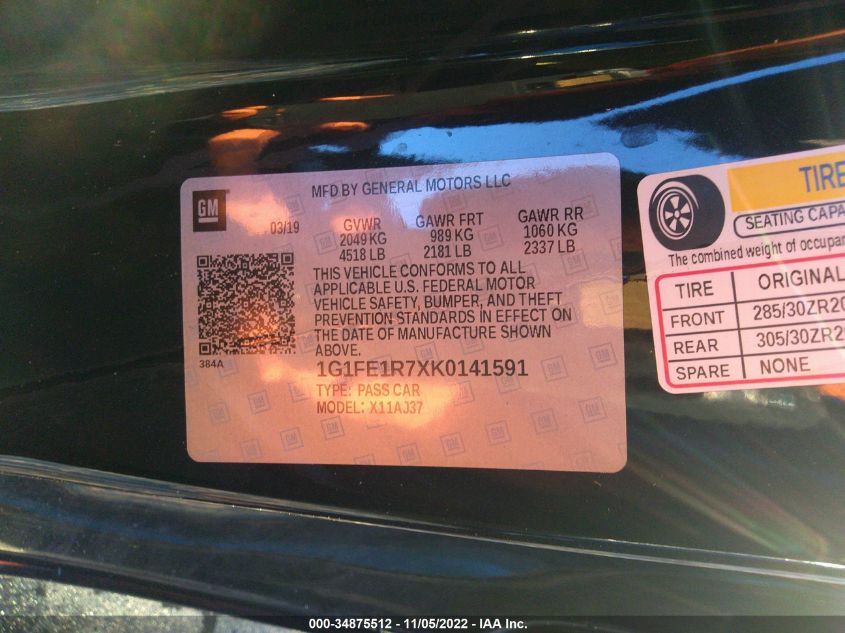 MFD BY GENERAL MOTORS LLC
GM
03/19
GVWR GAWR FRT GAWR RR
2049 KG 989 KG 1060 KG
4518 LB 2181 LB 2337 LB
THIS VEHICLE CONFORMS TO ALL
APPLICABLE U.S. FEDERAL MOTOR
VEHICLE SAFETY, BUMPER, AND THEFT
PREVENTION STANDARDS IN EFFECT ON
THE DATE OF MANUFACTURE SHOWN
ABOVE.
384A
1G1FE1R7XK0141591
TYPE: PASS CAR
MODEL: X11AJ37
TIRE
SEATING CAPA
The combined weight of occupan
TIRE ORIGINAL
FRONT 285/30ZR20
REAR 305/30ZR2
SPARE NONE
000-34875512 - 11/05/2022 - IAA Inc.